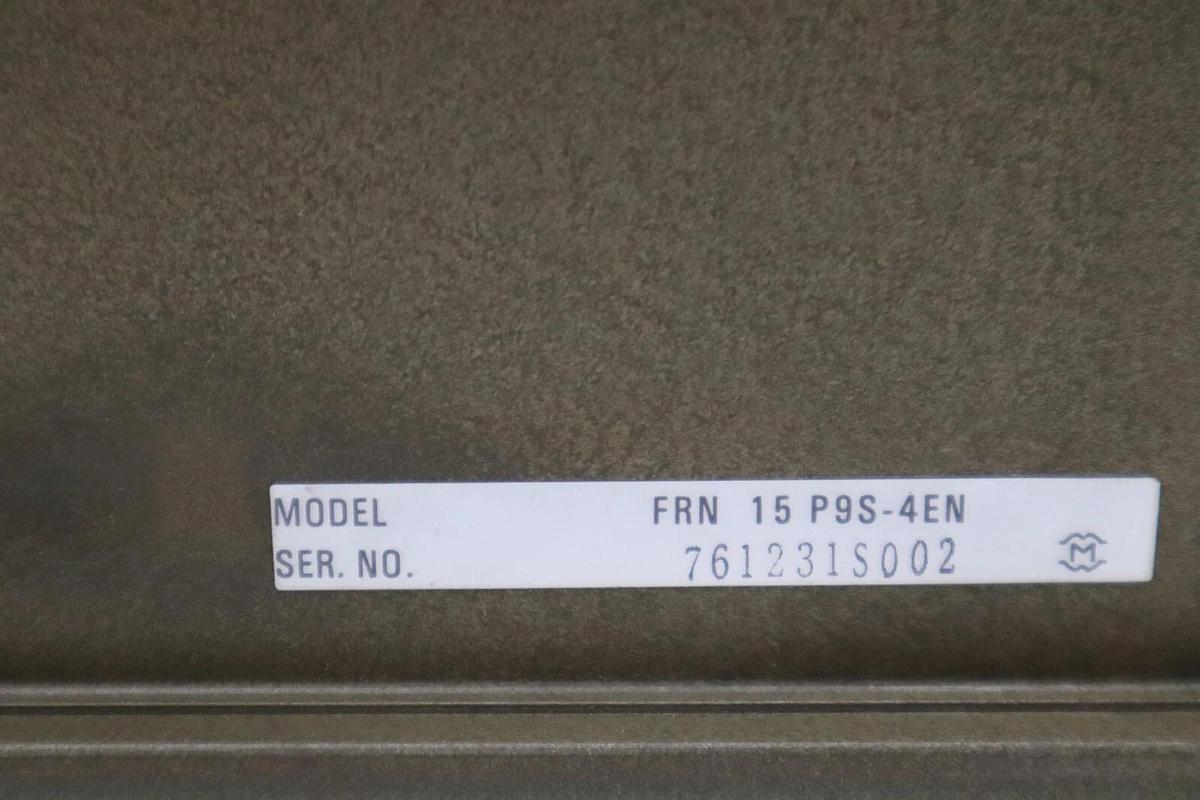 MODEL FRN 15 P9S-4EN
SER. NO. 761231S002
M